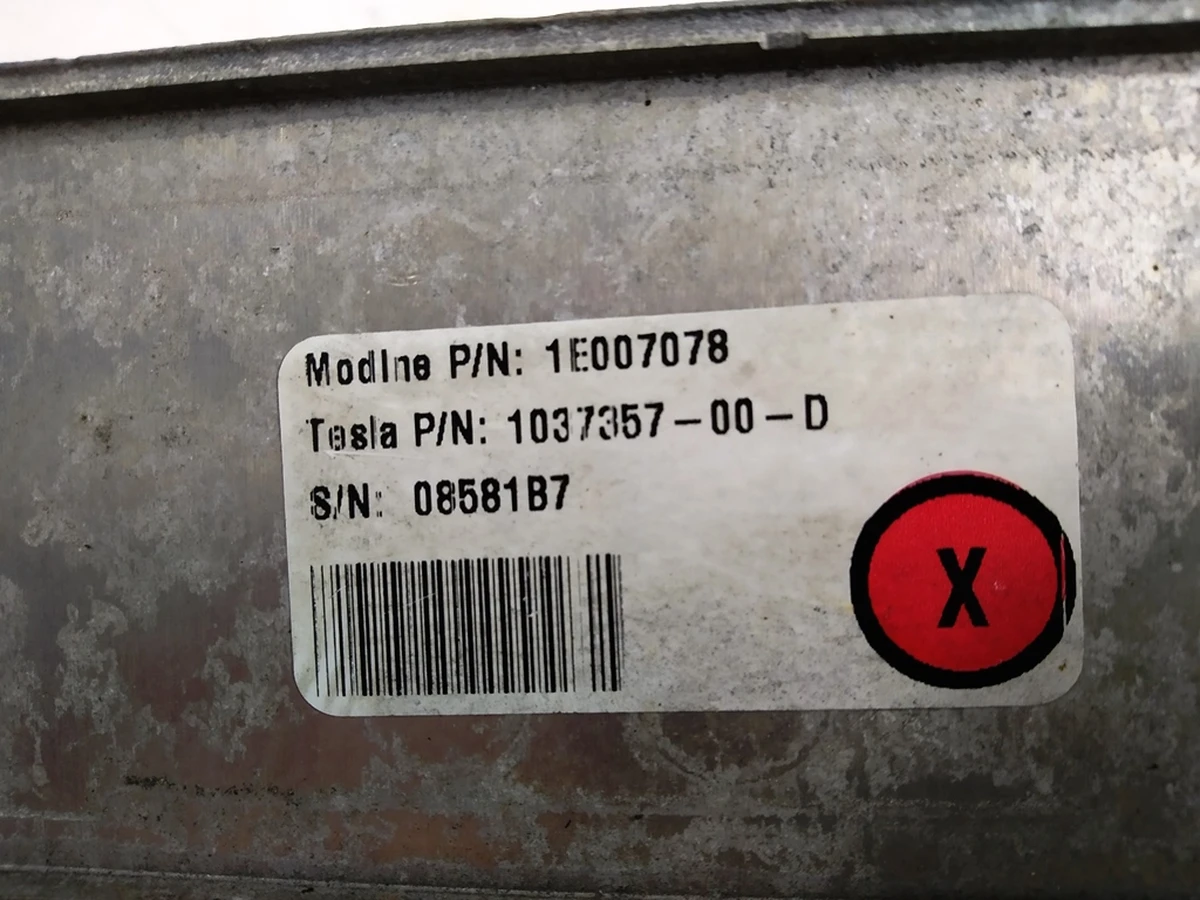 Modine P/N: 1E007078
Tesla P/N: 1037357-00-D
S/N: 08581B7
X